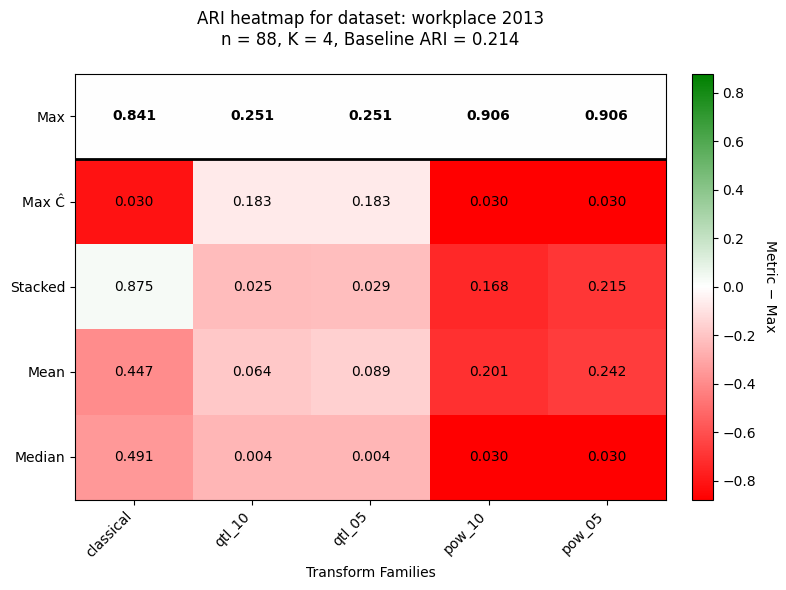 ARI heatmap for dataset: workplace 2013
n = 88, K = 4, Baseline ARI = 0.214
Max 0.841 0.251 0.251 0.906 0.906
Max Ĉ 0.030 0.183 0.183 0.030 0.030
Stacked 0.875 0.025 0.029 0.168 0.215
Mean 0.447 0.064 0.089 0.201 0.242
Median 0.491 0.004 0.004 0.030 0.030
classical qtl_10 qtl_05 pow_10 pow_05
Transform Families
0.8
0.6
0.4
0.2
0.0
−0.2
−0.4
−0.6
−0.8
Metric − Max